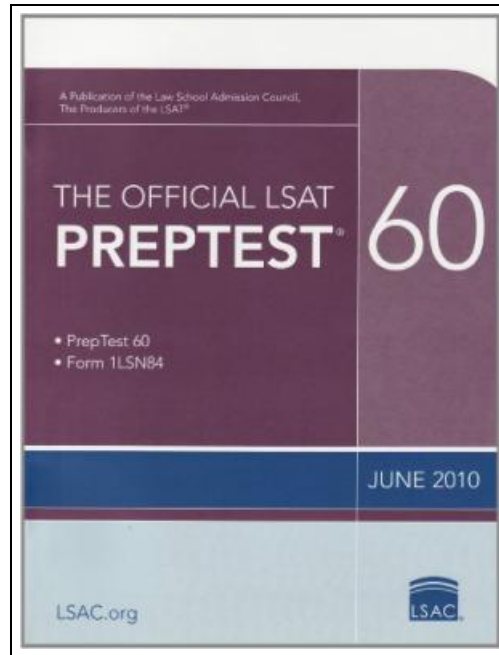 A Publication of the Law School Admission Council,
The Producers of the LSAT®
THE OFFICIAL LSAT
PREPTEST®
60
• PrepTest 60
• Form 1LSN84
JUNE 2010
LSAC.org
LSAC®